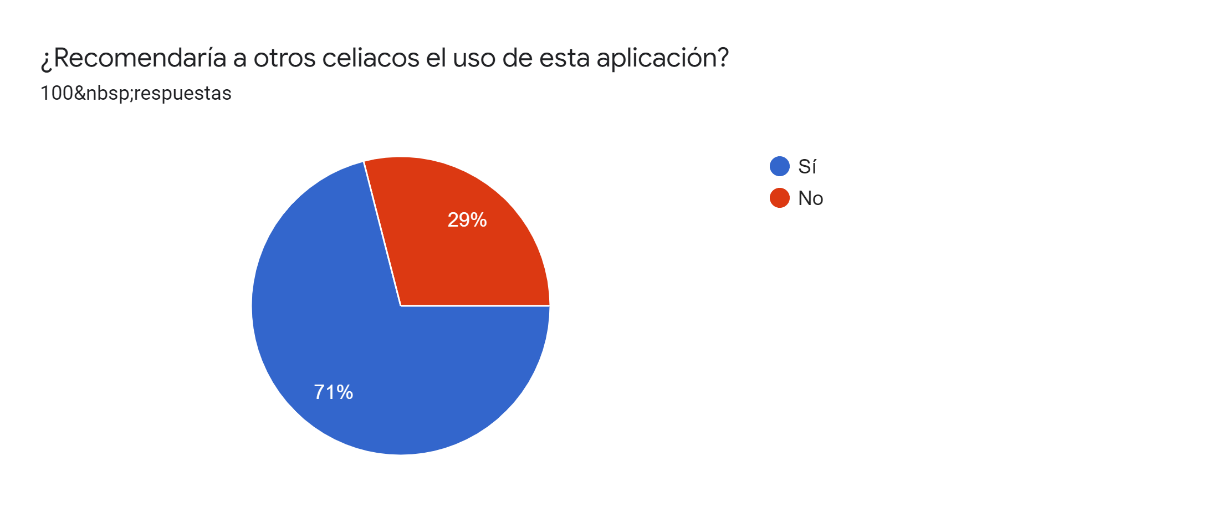 ¿Recomendaría a otros celiacos el uso de esta aplicación?
100&nbsp;respuestas
Sí
No
29%
71%